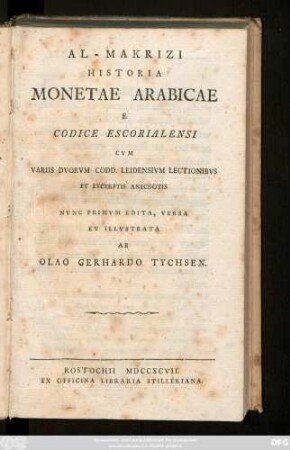 AL-MAKRIZI
HISTORIA
MONETAE ARABICAE
E
CODICE ESCORIALENSI
CVM
VARIIS DVORVM CODD. LEIDENSIVM LECTIONIBVS
ET EXCERPTIS ANECDOTIS
NVNC PRIMVM EDITA, VERSA
ET ILLVSTRATA
AB
OLAO GERHARDO TYCHSEN.
ROSTOCHII MDCCXCVII.
EX OFFICINA LIBRARIA STILLERIANA.